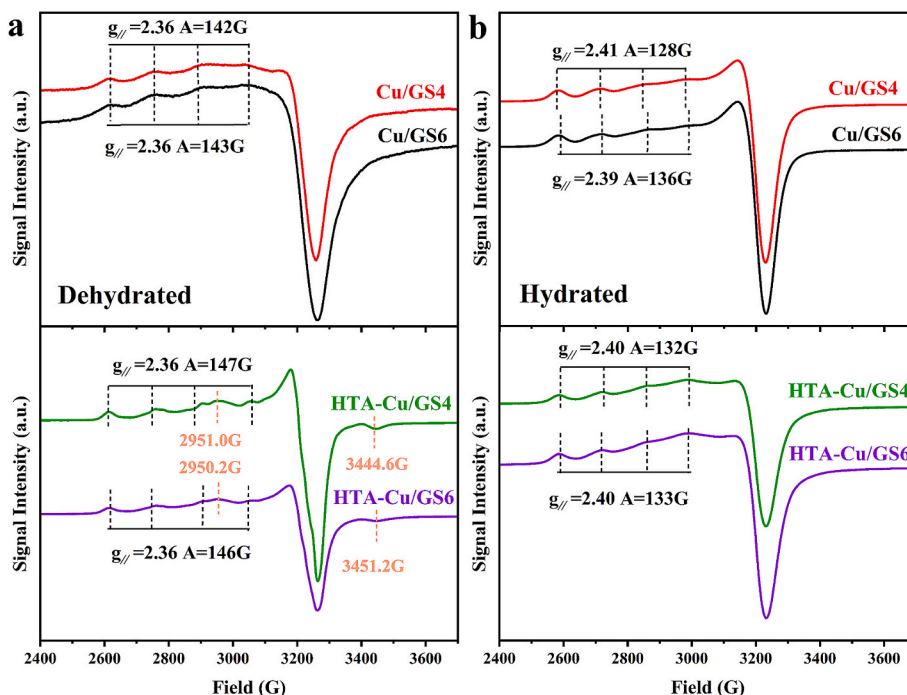 a
g// =2.36 A=142G
Cu/GS4
Cu/GS6
g// =2.36 A=143G
Dehydrated
Signal Intensity (a.u.)
g// =2.36 A=147G
HTA-Cu/GS4
2951.0G
2950.2G
3444.6G
HTA-Cu/GS6
g// =2.36 A=146G
3451.2G
Signal Intensity (a.u.)
2400 2600 2800 3000 3200 3400 3600
Field (G)
b
g// =2.41 A=128G
Cu/GS4
Cu/GS6
g// =2.39 A=136G
Hydrated
Signal Intensity (a.u.)
g// =2.40 A=132G
HTA-Cu/GS4
HTA-Cu/GS6
g// =2.40 A=133G
Signal Intensity (a.u.)
2400 2600 2800 3000 3200 3400 3600
Field (G)